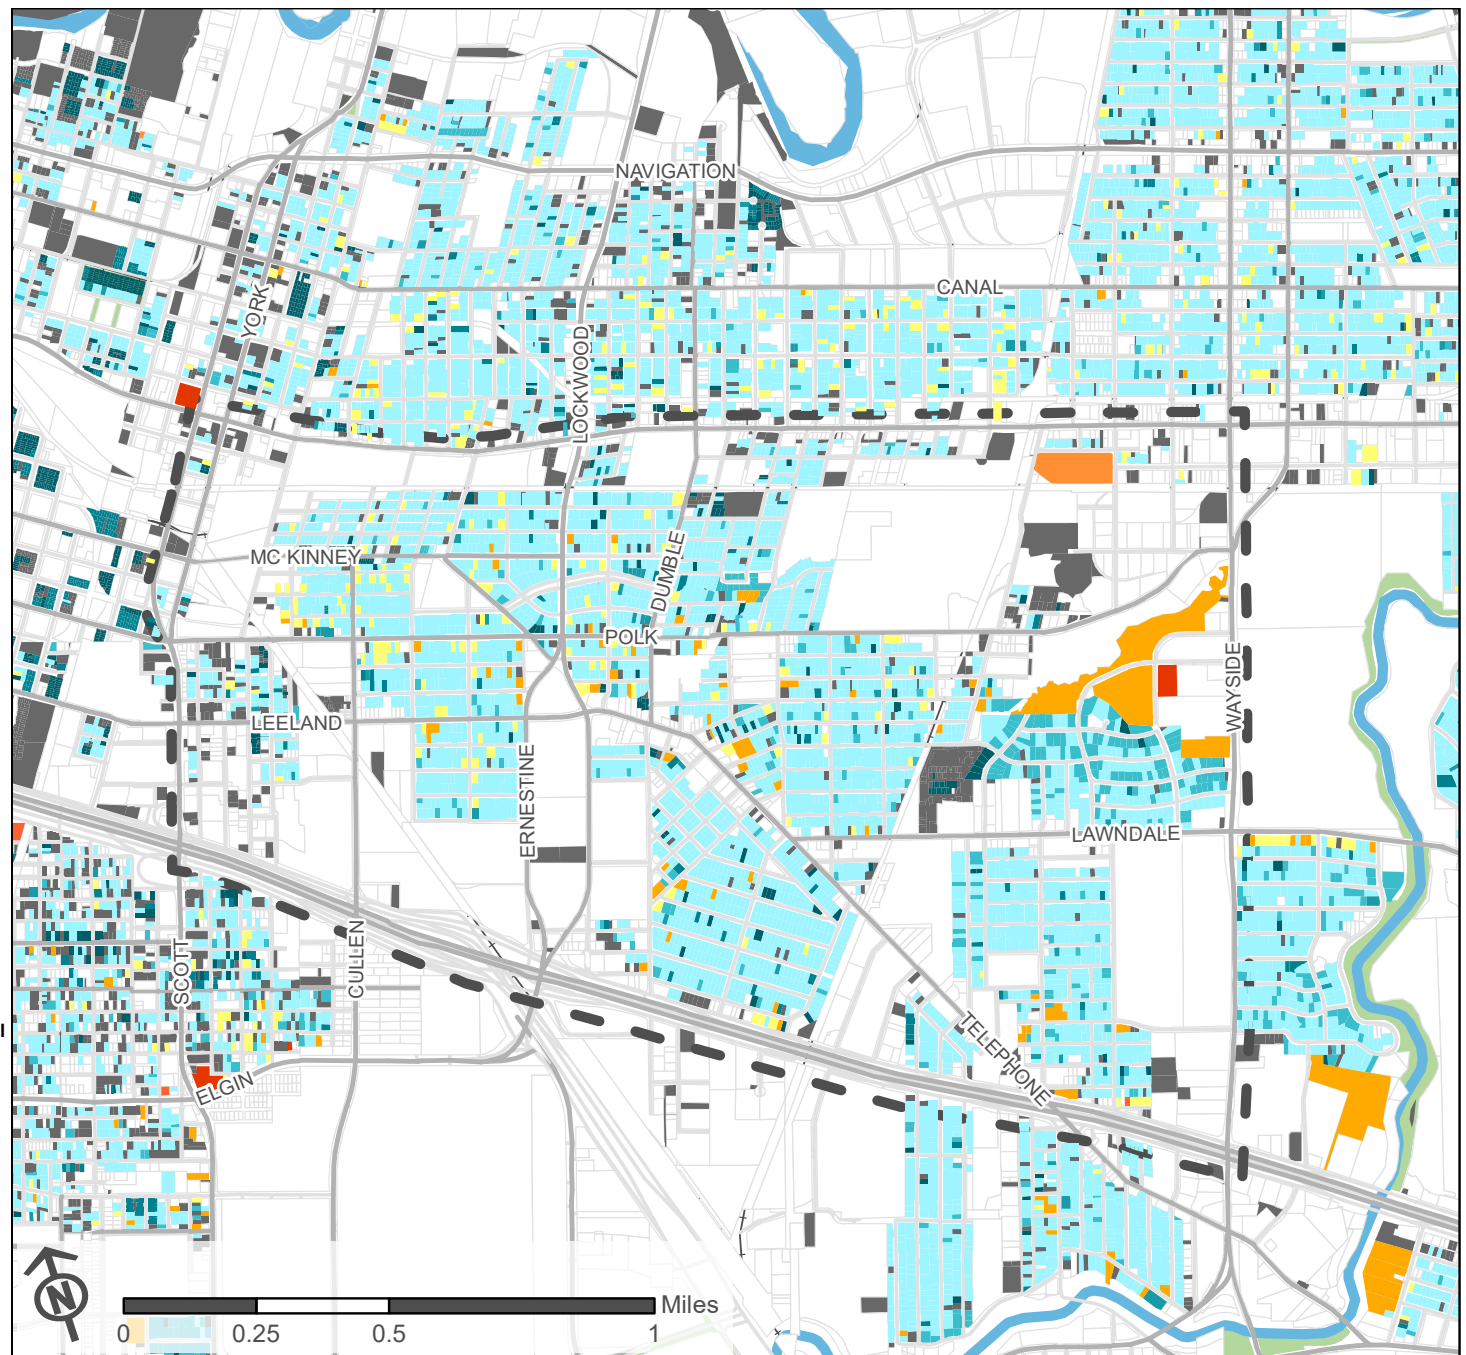 NAVIGATION
CANAL
YORK
LOCKWOOD
MC KINNEY
DUMBLE
POLK
LEELAND
WAYSIDE
ERNESTINE
LAWNDALE
SCOTT
CULLEN
TELEPHONE
ELGIN
N
Miles
0 0.25 0.5 1